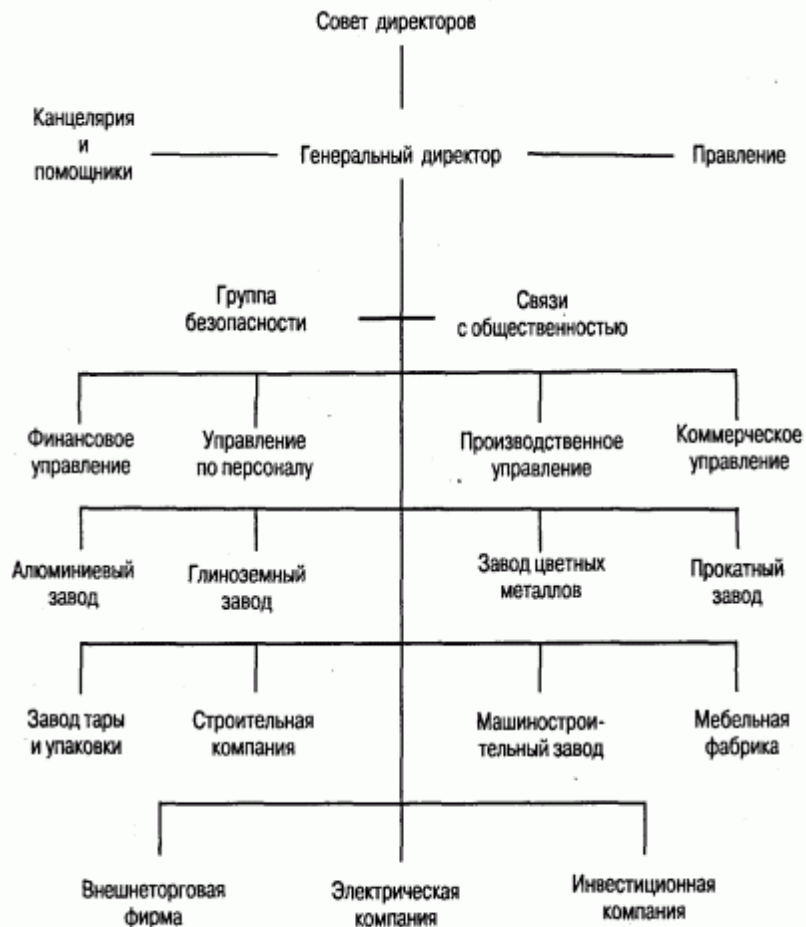 Совет директоров
Канцелярия
и
помощники
Генеральный директор
Правление
Группа
безопасности
Связи
с общественностью
Финансовое
управление
Управление
по персоналу
Производственное
управление
Коммерческое
управление
Алюминиевый
завод
Глиноземный
завод
Завод цветных
металлов
Прокатный
завод
Завод тары
и упаковки
Строительная
компания
Машинострои-
тельный завод
Мебельная
фабрика
Внешнеторговая
фирма
Электрическая
компания
Инвестиционная
компания